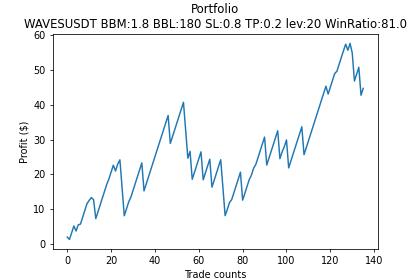 Portfolio
WAVESUSDT BBM:1.8 BBL:180 SL:0.8 TP:0.2 lev:20 WinRatio:81.0
60
50
40
30
20
10
0
Profit ($)
0 20 40 60 80 100 120 140
Trade counts